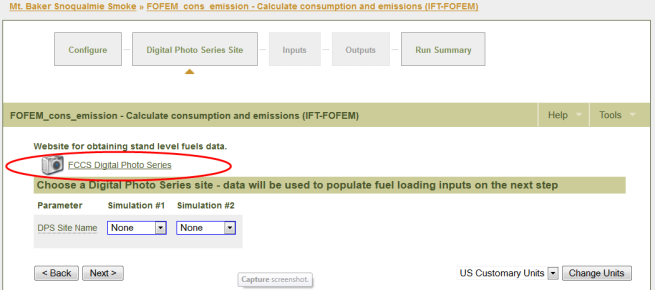 Mt. Baker Snoqualmie Smoke » FOFEM_cons_emission - Calculate consumption and emissions (IFT-FOFEM)
Configure Digital Photo Series Site Inputs Outputs Run Summary
FOFEM_cons_emission - Calculate consumption and emissions (IFT-FOFEM) Help Tools
Website for obtaining stand level fuels data.
FCCS Digital Photo Series
Choose a Digital Photo Series site - data will be used to populate fuel loading inputs on the next step
Parameter Simulation #1 Simulation #2
DPS Site Name None None
< Back Next > US Customary Units Change Units
Capture screenshot.